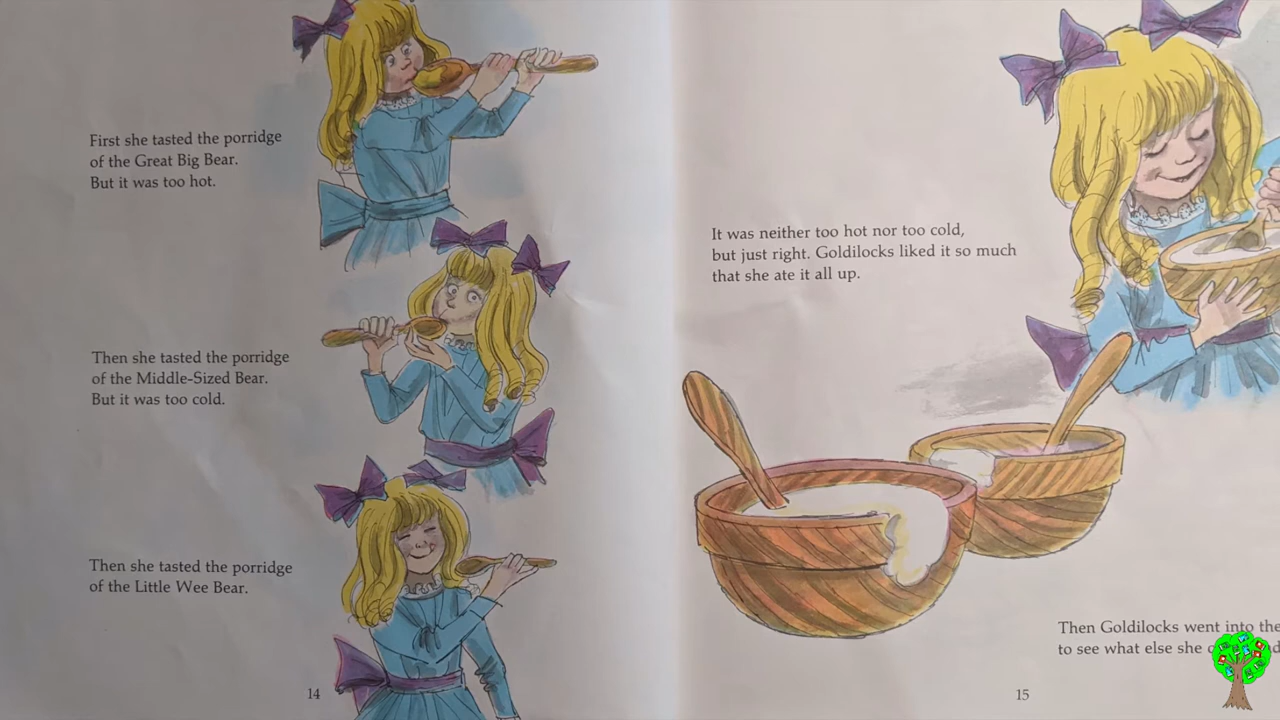 First she tasted the porridge
of the Great Big Bear.
But it was too hot.
Then she tasted the porridge
of the Middle-Sized Bear.
But it was too cold.
Then she tasted the porridge
of the Little Wee Bear.
14
It was neither too hot nor too cold,
but just right. Goldilocks liked it so much
that she ate it all up.
Then Goldilocks went into the
to see what else she
15